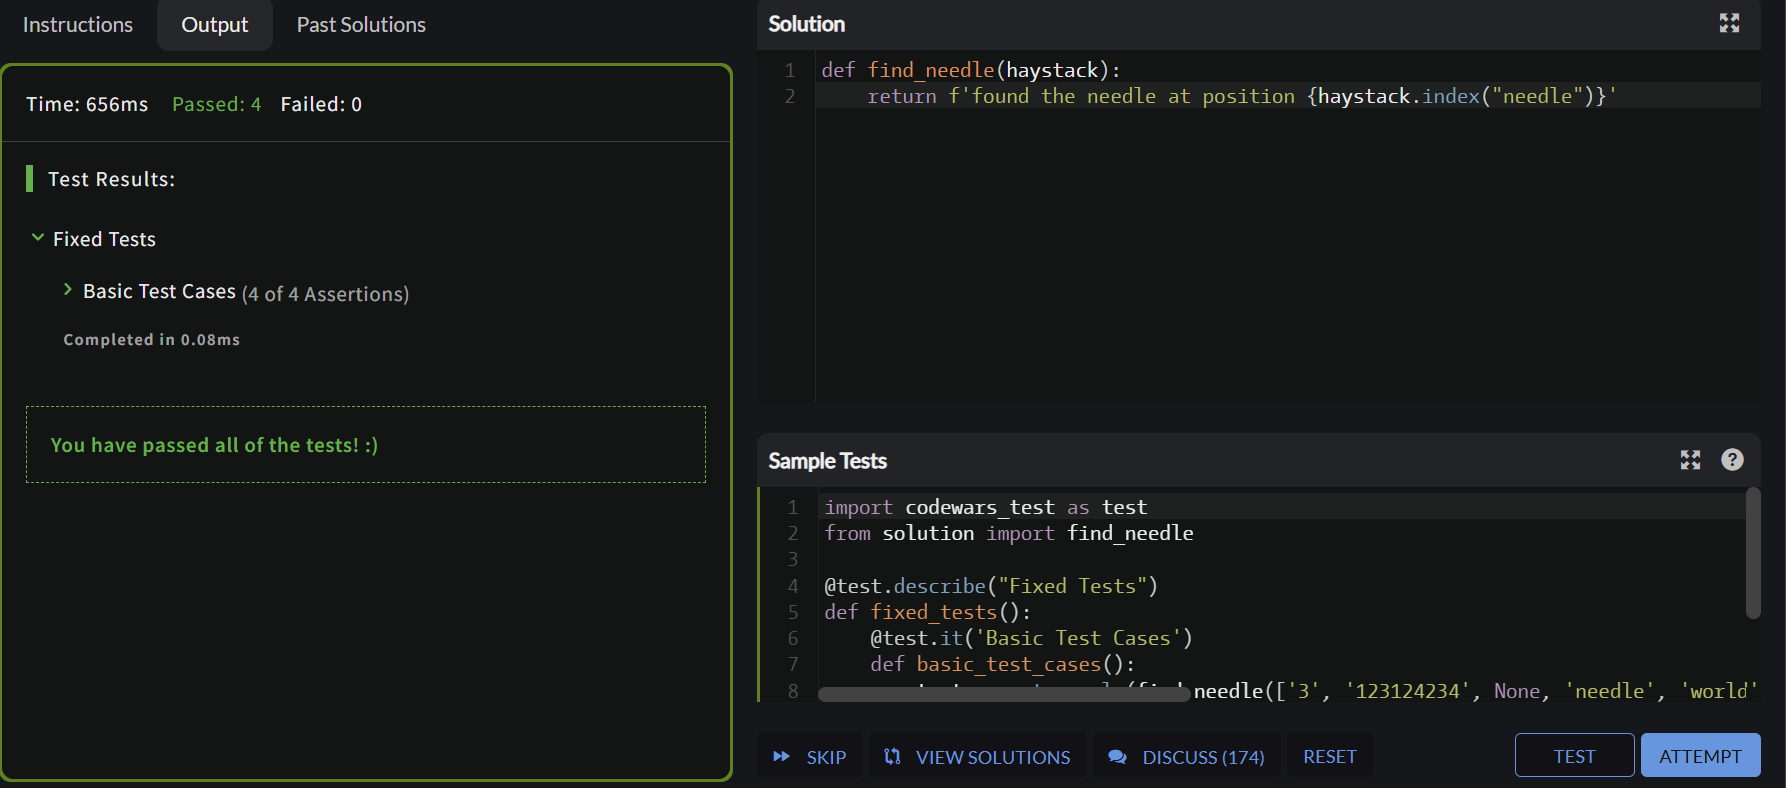 Instructions Output Past Solutions
Time: 656ms Passed: 4 Failed: 0
Test Results:
Fixed Tests
Basic Test Cases (4 of 4 Assertions)
Completed in 0.08ms
You have passed all of the tests! :)
Solution
1 def find_needle(haystack):
2 return f'found the needle at position {haystack.index("needle")}'
Sample Tests
?
1 import codewars_test as test
2 from solution import find_needle
3
4 @test.describe("Fixed Tests")
5 def fixed_tests():
6 @test.it('Basic Test Cases')
7 def basic_test_cases():
8 needle(['3', '123124234', None, 'needle', 'world'
SKIP VIEW SOLUTIONS DISCUSS (174) RESET TEST ATTEMPT